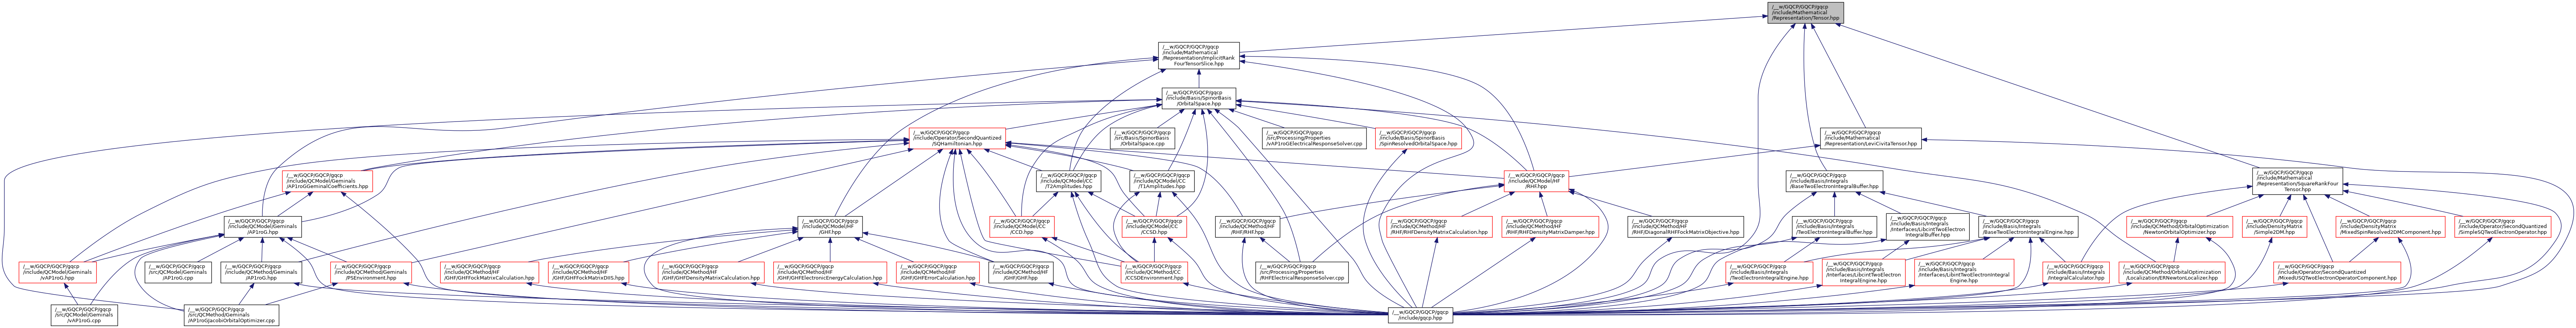 /__w/GQCP/GQCP/gqcp
/include/Mathematical
/Representation/Tensor.hpp
/__w/GQCP/GQCP/gqcp
/include/Mathematical
/Representation/ImplicitRank
FourTensorSlice.hpp
/__w/GQCP/GQCP/gqcp
/include/Basis/SpinorBasis
/OrbitalSpace.hpp
/__w/GQCP/GQCP/gqcp
/include/Operator/SecondQuantized
/SQHamiltonian.hpp
/__w/GQCP/GQCP/gqcp
/src/Basis/SpinorBasis
/OrbitalSpace.cpp
/__w/GQCP/GQCP/gqcp
/src/Processing/Properties
/vAP1roGElectricalResponseSolver.cpp
/__w/GQCP/GQCP/gqcp
/include/Basis/SpinorBasis
/SpinResolvedOrbitalSpace.hpp
/__w/GQCP/GQCP/gqcp
/include/Mathematical
/Representation/LeviCivitaTensor.hpp
/__w/GQCP/GQCP/gqcp
/include/QCModel/Geminals
/AP1roGGeminalCoefficients.hpp
/__w/GQCP/GQCP/gqcp
/include/QCModel/CC
/T2Amplitudes.hpp
/__w/GQCP/GQCP/gqcp
/include/QCModel/CC
/T1Amplitudes.hpp
/__w/GQCP/GQCP/gqcp
/include/QCModel/HF
/RHF.hpp
/__w/GQCP/GQCP/gqcp
/include/Basis/Integrals
/BaseTwoElectronIntegralBuffer.hpp
/__w/GQCP/GQCP/gqcp
/include/Mathematical
/Representation/SquareRankFour
Tensor.hpp
/__w/GQCP/GQCP/gqcp
/include/QCModel/Geminals
/AP1roG.hpp
/__w/GQCP/GQCP/gqcp
/include/QCModel/HF
/GHF.hpp
/__w/GQCP/GQCP/gqcp
/include/QCModel/CC
/CCD.hpp
/__w/GQCP/GQCP/gqcp
/include/QCModel/CC
/CCSD.hpp
/__w/GQCP/GQCP/gqcp
/include/QCMethod/HF
/RHF/RHF.hpp
/__w/GQCP/GQCP/gqcp
/include/QCMethod/HF
/RHF/RHFDensityMatrixCalculation.hpp
/__w/GQCP/GQCP/gqcp
/include/QCMethod/HF
/RHF/RHFDensityMatrixDamper.hpp
/__w/GQCP/GQCP/gqcp
/include/QCMethod/HF
/RHF/DiagonalRHFFockMatrixObjective.hpp
/__w/GQCP/GQCP/gqcp
/include/Basis/Integrals
/TwoElectronIntegralBuffer.hpp
/__w/GQCP/GQCP/gqcp
/include/Basis/Integrals
/Interfaces/LibcintTwoElectron
IntegralBuffer.hpp
/__w/GQCP/GQCP/gqcp
/include/Basis/Integrals
/BaseTwoElectronIntegralEngine.hpp
/__w/GQCP/GQCP/gqcp
/include/QCMethod/OrbitalOptimization
/NewtonOrbitalOptimizer.hpp
/__w/GQCP/GQCP/gqcp
/include/DensityMatrix
/Simple2DM.hpp
/__w/GQCP/GQCP/gqcp
/include/DensityMatrix
/MixedSpinResolved2DMComponent.hpp
/__w/GQCP/GQCP/gqcp
/include/Operator/SecondQuantized
/SimpleSQTwoElectronOperator.hpp
/__w/GQCP/GQCP/gqcp
/include/QCModel/Geminals
/vAP1roG.hpp
/__w/GQCP/GQCP/gqcp
/src/QCModel/Geminals
/AP1roG.cpp
/__w/GQCP/GQCP/gqcp
/include/QCMethod/Geminals
/AP1roG.hpp
/__w/GQCP/GQCP/gqcp
/include/QCMethod/Geminals
/PSEnvironment.hpp
/__w/GQCP/GQCP/gqcp
/include/QCMethod/HF
/GHF/GHFFockMatrixCalculation.hpp
/__w/GQCP/GQCP/gqcp
/include/QCMethod/HF
/GHF/GHFFockMatrixDIIS.hpp
/__w/GQCP/GQCP/gqcp
/include/QCMethod/HF
/GHF/GHFDensityMatrixCalculation.hpp
/__w/GQCP/GQCP/gqcp
/include/QCMethod/HF
/GHF/GHFElectronicEnergyCalculation.hpp
/__w/GQCP/GQCP/gqcp
/include/QCMethod/HF
/GHF/GHFErrorCalculation.hpp
/__w/GQCP/GQCP/gqcp
/include/QCMethod/HF
/GHF/GHF.hpp
/__w/GQCP/GQCP/gqcp
/include/QCMethod/CC
/CCSDEnvironment.hpp
/__w/GQCP/GQCP/gqcp
/src/Processing/Properties
/RHFElectricalResponseSolver.cpp
/__w/GQCP/GQCP/gqcp
/include/Basis/Integrals
/TwoElectronIntegralEngine.hpp
/__w/GQCP/GQCP/gqcp
/include/Basis/Integrals
/Interfaces/LibcintTwoElectron
IntegralEngine.hpp
/__w/GQCP/GQCP/gqcp
/include/Basis/Integrals
/Interfaces/LibintTwoElectronIntegral
Engine.hpp
/__w/GQCP/GQCP/gqcp
/include/Basis/Integrals
/IntegralCalculator.hpp
/__w/GQCP/GQCP/gqcp
/include/QCMethod/OrbitalOptimization
/Localization/ERNewtonLocalizer.hpp
/__w/GQCP/GQCP/gqcp
/include/Operator/SecondQuantized
/MixedUSQTwoElectronOperatorComponent.hpp
/__w/GQCP/GQCP/gqcp
/src/QCModel/Geminals
/vAP1roG.cpp
/__w/GQCP/GQCP/gqcp
/src/QCMethod/Geminals
/AP1roGJacobiOrbitalOptimizer.cpp
/__w/GQCP/GQCP/gqcp
/include/gqcp.hpp